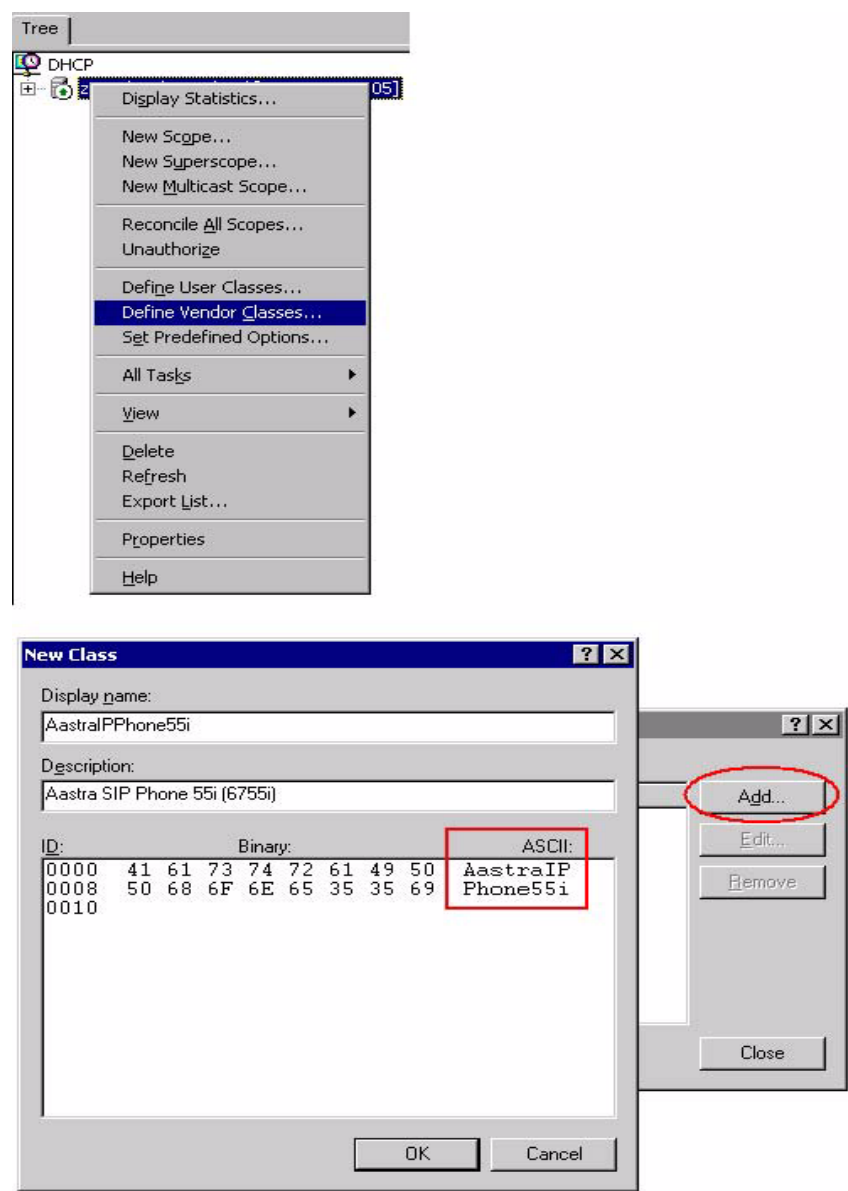 Tree
DHCP
z 05]
Display Statistics...
New Scope...
New Superscope...
New Multicast Scope...
Reconcile All Scopes...
Unauthorize
Define User Classes...
Define Vendor Classes...
Set Predefined Options...
All Tasks
View
Delete
Refresh
Export List...
Properties
Help
New Class
Display name:
AastraIPPhone55i
Description:
Aastra SIP Phone 55i (6755i)
ID: Binary: ASCII:
0000 41 61 73 74 72 61 49 50 AastraIP
0008 50 68 6F 6E 65 35 35 69 Phone55i
0010
OK Cancel
Add...
Edit...
Remove
Close